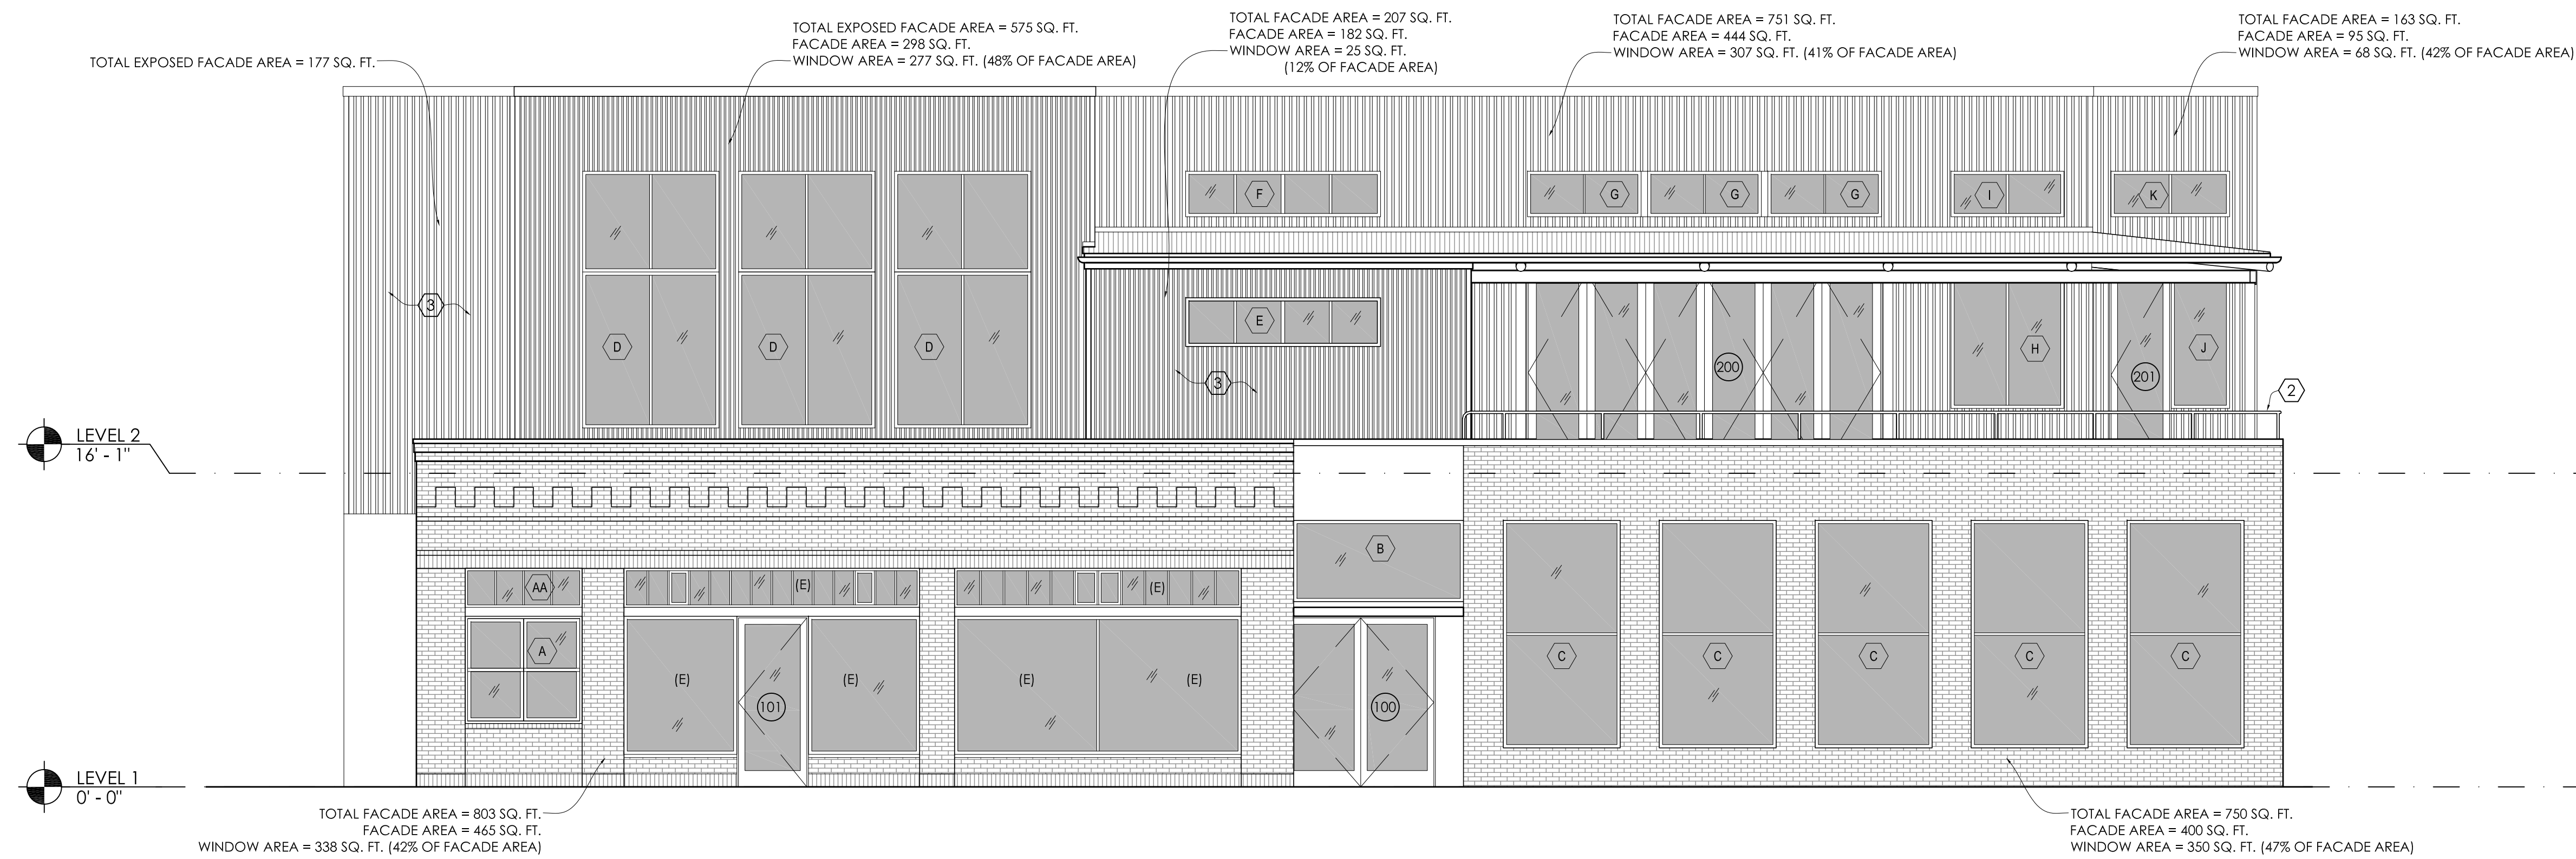 TOTAL EXPOSED FACADE AREA = 177 SQ. FT.
TOTAL EXPOSED FACADE AREA = 575 SQ. FT.
FACADE AREA = 298 SQ. FT.
WINDOW AREA = 277 SQ. FT. (48% OF FACADE AREA)
TOTAL FACADE AREA = 207 SQ. FT.
FACADE AREA = 182 SQ. FT.
WINDOW AREA = 25 SQ. FT.
(12% OF FACADE AREA)
TOTAL FACADE AREA = 751 SQ. FT.
FACADE AREA = 444 SQ. FT.
WINDOW AREA = 307 SQ. FT. (41% OF FACADE AREA)
TOTAL FACADE AREA = 163 SQ. FT.
FACADE AREA = 95 SQ. FT.
WINDOW AREA = 68 SQ. FT. (42% OF FACADE AREA)
F
G
G
G
I
K
3
E
D
D
D
H
J
200
201
3
2
LEVEL 2
16' - 1"
B
AA
(E)
(E)
A
C
C
C
C
C
(E)
(E)
(E)
(E)
101
100
LEVEL 1
0' - 0"
TOTAL FACADE AREA = 803 SQ. FT.
FACADE AREA = 465 SQ. FT.
WINDOW AREA = 338 SQ. FT. (42% OF FACADE AREA)
TOTAL FACADE AREA = 750 SQ. FT.
FACADE AREA = 400 SQ. FT.
WINDOW AREA = 350 SQ. FT. (47% OF FACADE AREA)